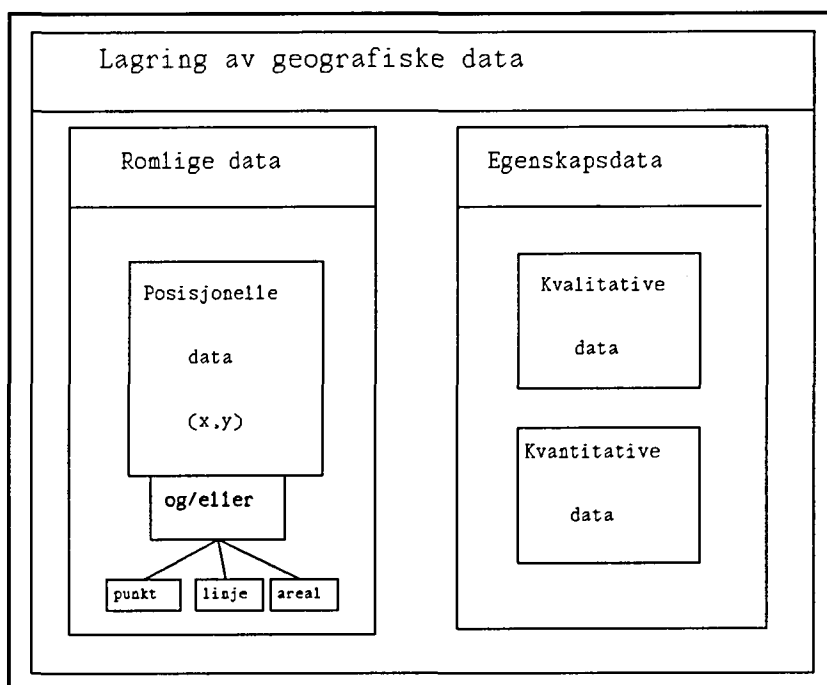 Lagring av geografiske data
Romlige data
Posisjonelle
data
(x,y)
og/eller
punkt
linje
areal
Egenskapsdata
Kvalitative
data
Kvantitative
data